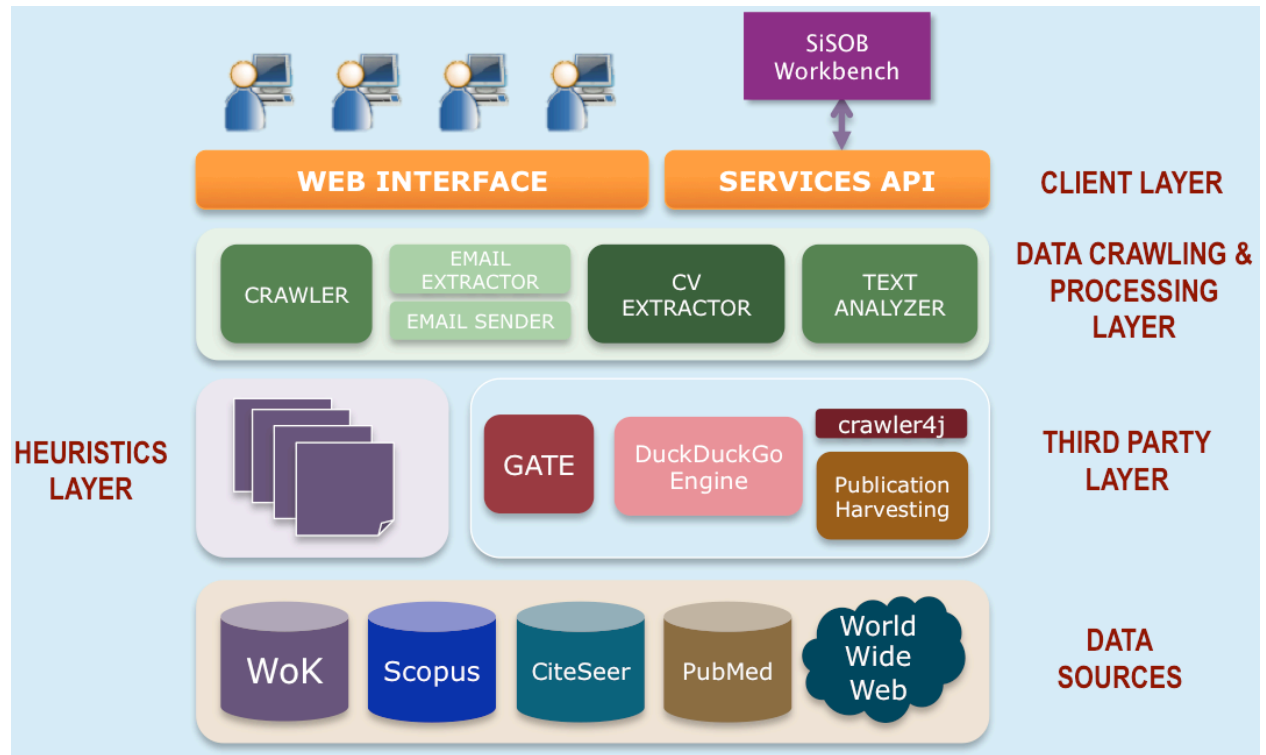 SiSOB
Workbench
WEB INTERFACE
SERVICES API
CLIENT LAYER
CRAWLER
EMAIL
EXTRACTOR
EMAIL SENDER
CV
EXTRACTOR
TEXT
ANALYZER
DATA CRAWLING &
PROCESSING
LAYER
HEURISTICS
LAYER
GATE
DuckDuckGo
Engine
crawler4j
Publication
Harvesting
THIRD PARTY
LAYER
WoK
Scopus
CiteSeer
PubMed
World
Wide
Web
DATA
SOURCES